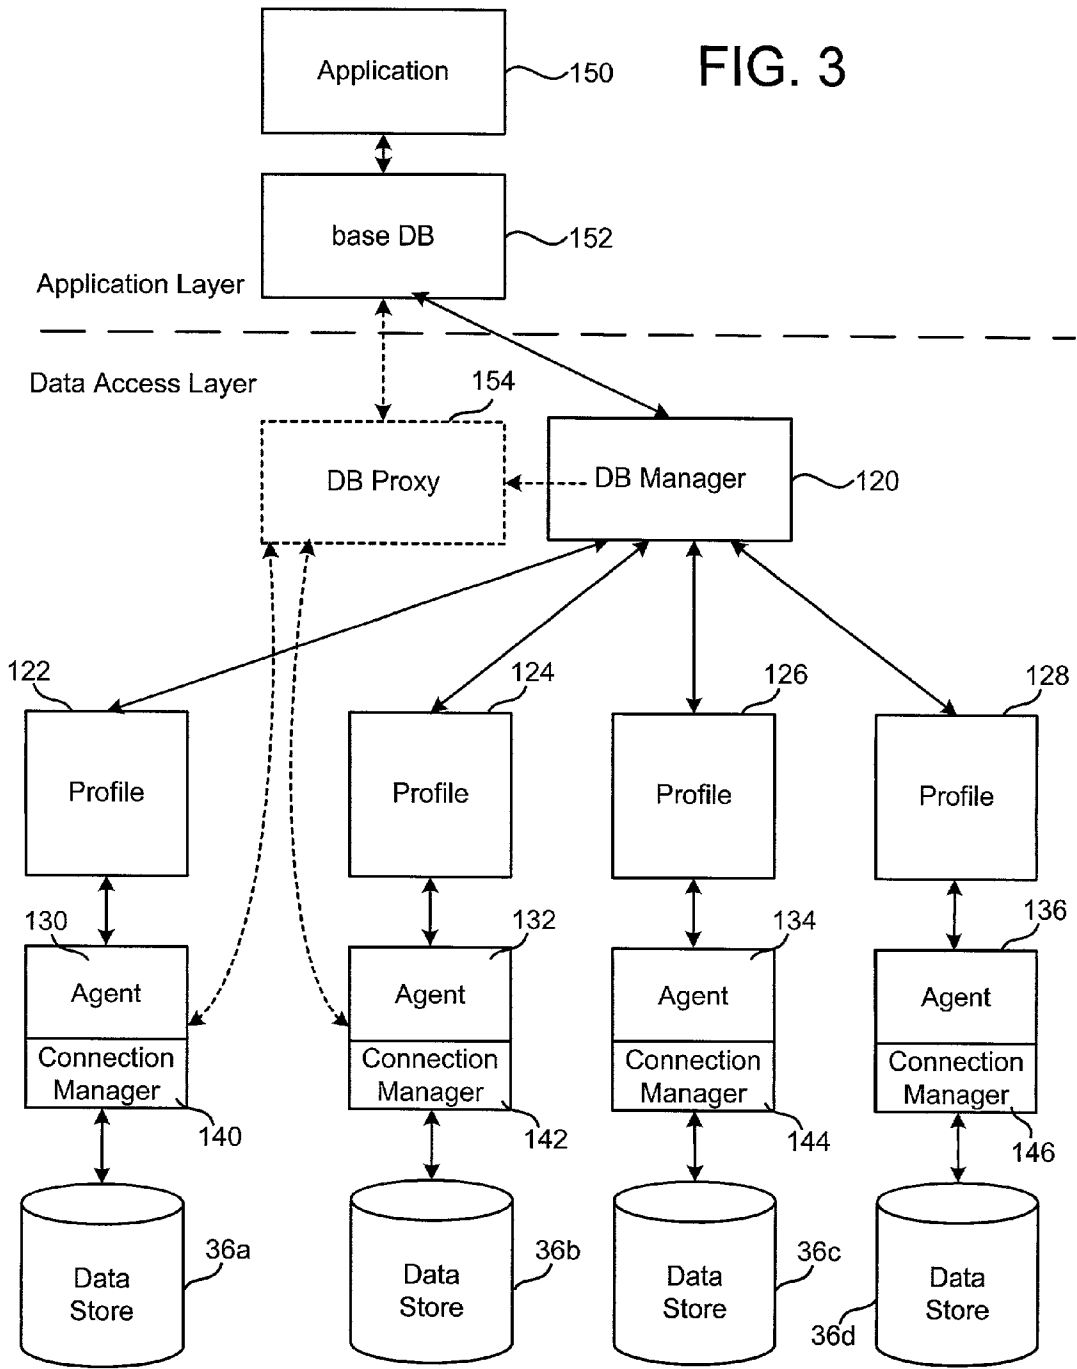 FIG. 3
Application
150
base DB
152
Application Layer
Data Access Layer
154
DB Proxy
DB Manager
120
122
124
126
128
Profile
Profile
Profile
Profile
130
132
134
136
Agent
Agent
Agent
Agent
Connection
Manager
Connection
Manager
Connection
Manager
Connection
Manager
140
142
144
146
36a
36b
36c
36d
Data
Store
Data
Store
Data
Store
Data
Store